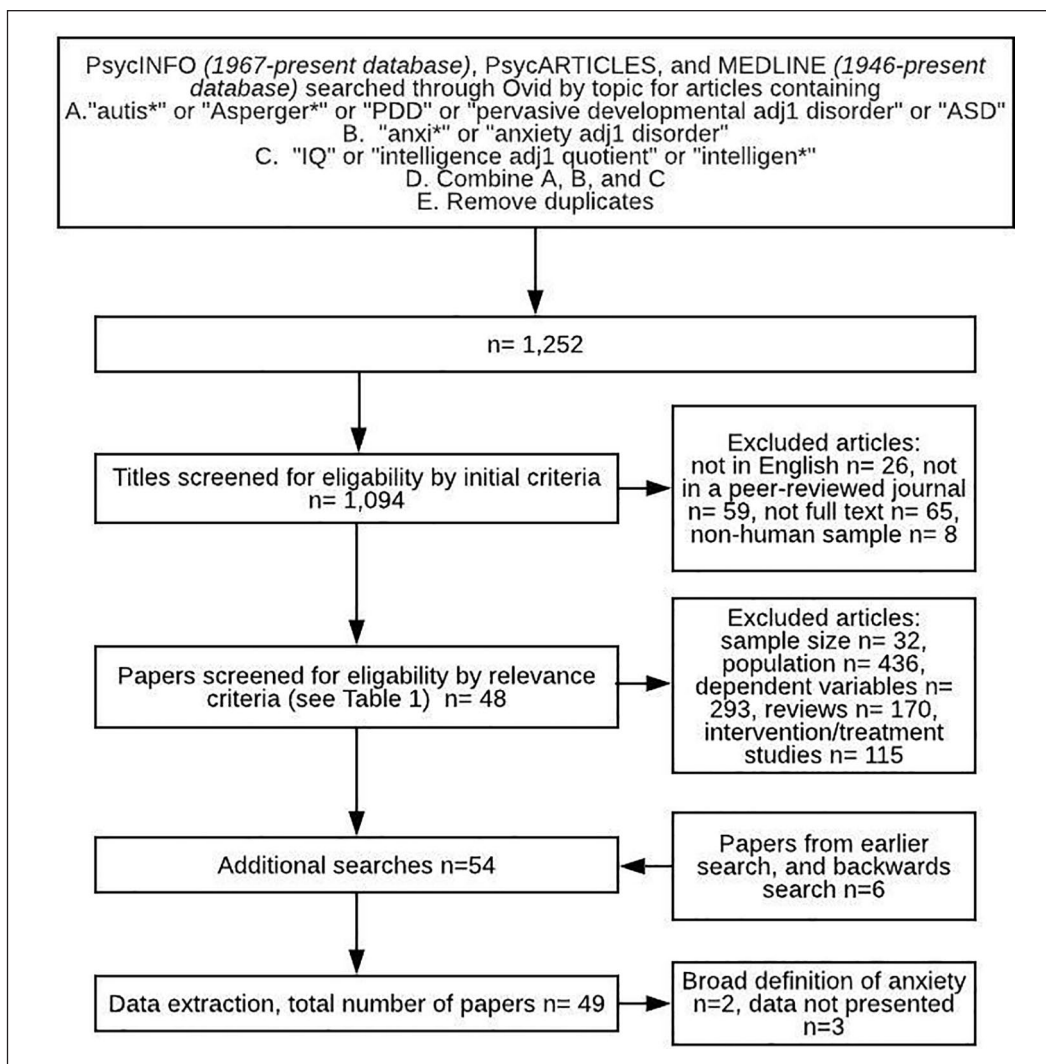 PsycINFO (1967-present database), PsycARTICLES, and MEDLINE (1946-present
database) searched through Ovid by topic for articles containing
A."autis*" or "Asperger*" or "PDD" or "pervasive developmental adj1 disorder" or "ASD"
B. "anxi*" or "anxiety adj1 disorder"
C. "IQ" or "intelligence adj1 quotient" or "intelligen*"
D. Combine A, B, and C
E. Remove duplicates
n= 1,252
Titles screened for eligability by initial criteria
n= 1,094
Excluded articles:
not in English n= 26, not
in a peer-reviewed journal
n= 59, not full text n= 65,
non-human sample n= 8
Papers screened for eligability by relevance
criteria (see Table 1) n= 48
Excluded articles:
sample size n= 32,
population n= 436,
dependent variables n=
293, reviews n= 170,
intervention/treatment
studies n= 115
Additional searches n=54
Papers from earlier
search, and backwards
search n=6
Data extraction, total number of papers n= 49
Broad definition of anxiety
n=2, data not presented
n=3